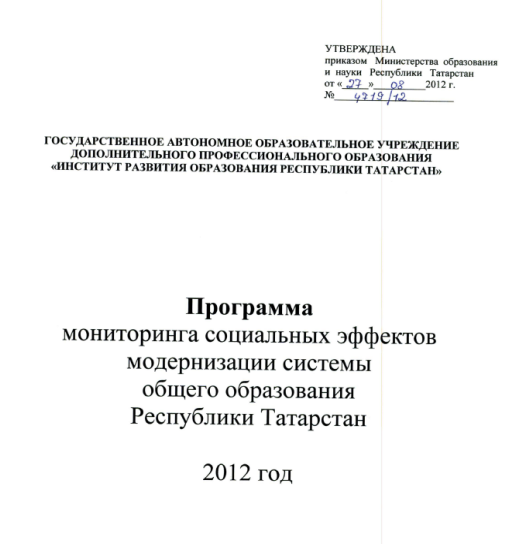 УТВЕРЖДЕНА
приказом Министерства образования
и науки Республики Татарстан
от «27» 08 2012 г.
№ 4719/12
ГОСУДАРСТВЕННОЕ АВТОНОМНОЕ ОБРАЗОВАТЕЛЬНОЕ УЧРЕЖДЕНИЕ
ДОПОЛНИТЕЛЬНОГО ПРОФЕССИОНАЛЬНОГО ОБРАЗОВАНИЯ
«ИНСТИТУТ РАЗВИТИЯ ОБРАЗОВАНИЯ РЕСПУБЛИКИ ТАТАРСТАН»
Программа
мониторинга социальных эффектов
модернизации системы
общего образования
Республики Татарстан
2012 год